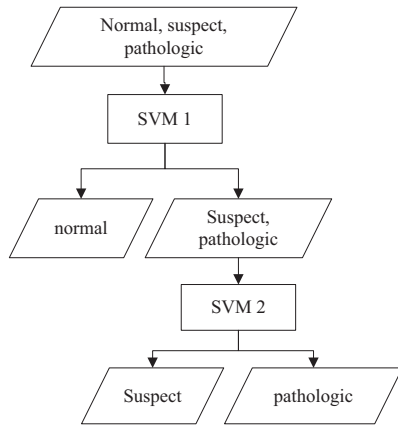 Normal, suspect,
pathologic
SVM 1
normal
Suspect,
pathologic
SVM 2
Suspect
pathologic